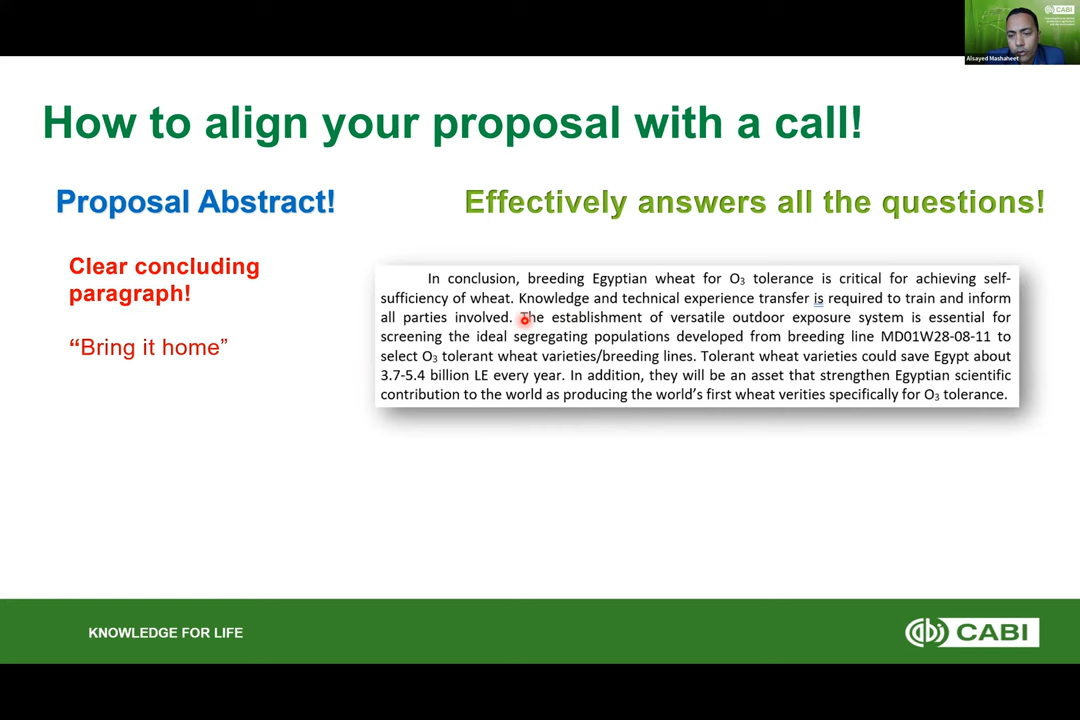 CABI
Alsayed Mashaheet
How to align your proposal with a call!
Proposal Abstract!
Effectively answers all the questions!
Clear concluding
paragraph!
“Bring it home”
In conclusion, breeding Egyptian wheat for O3 tolerance is critical for achieving self-
sufficiency of wheat. Knowledge and technical experience transfer is required to train and inform
all parties involved. The establishment of versatile outdoor exposure system is essential for
screening the ideal segregating populations developed from breeding line MD01W28-08-11 to
select O3 tolerant wheat varieties/breeding lines. Tolerant wheat varieties could save Egypt about
3.7-5.4 billion LE every year. In addition, they will be an asset that strengthen Egyptian scientific
contribution to the world as producing the world’s first wheat verities specifically for O3 tolerance.
KNOWLEDGE FOR LIFE
CABI